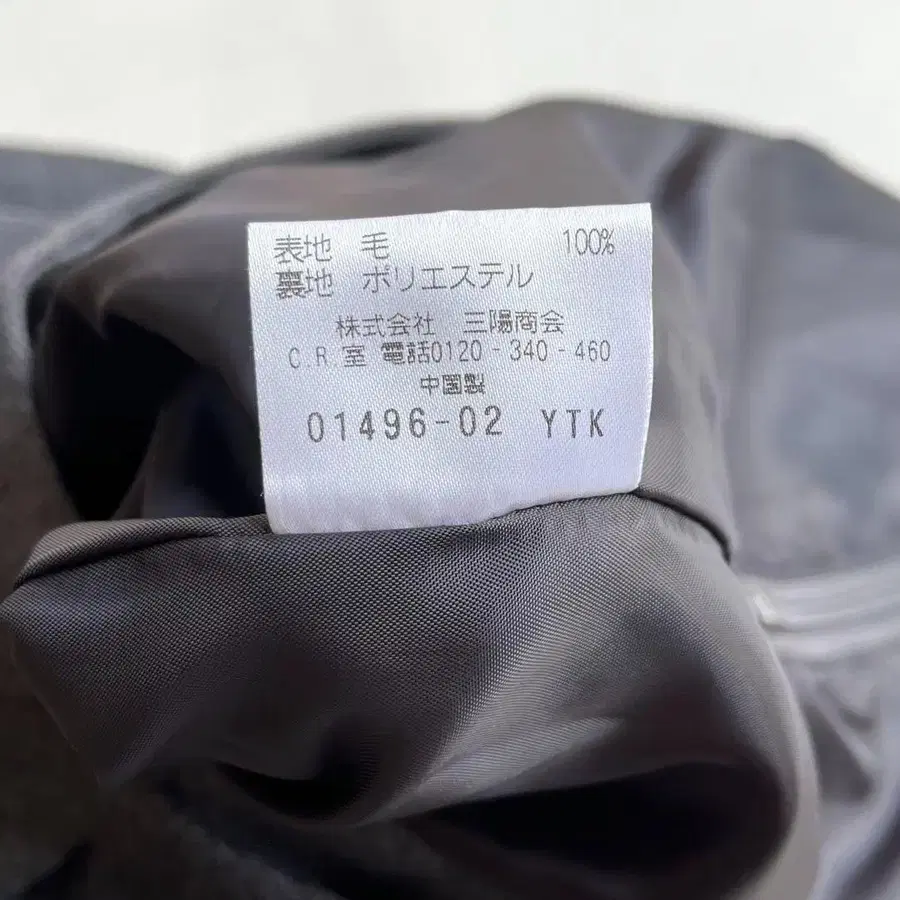 表地 毛 100%
裏地 ポリエステル
株式会社 三陽商会
C.R.室 電話0120-340-460
中国製
01496-02 YTK